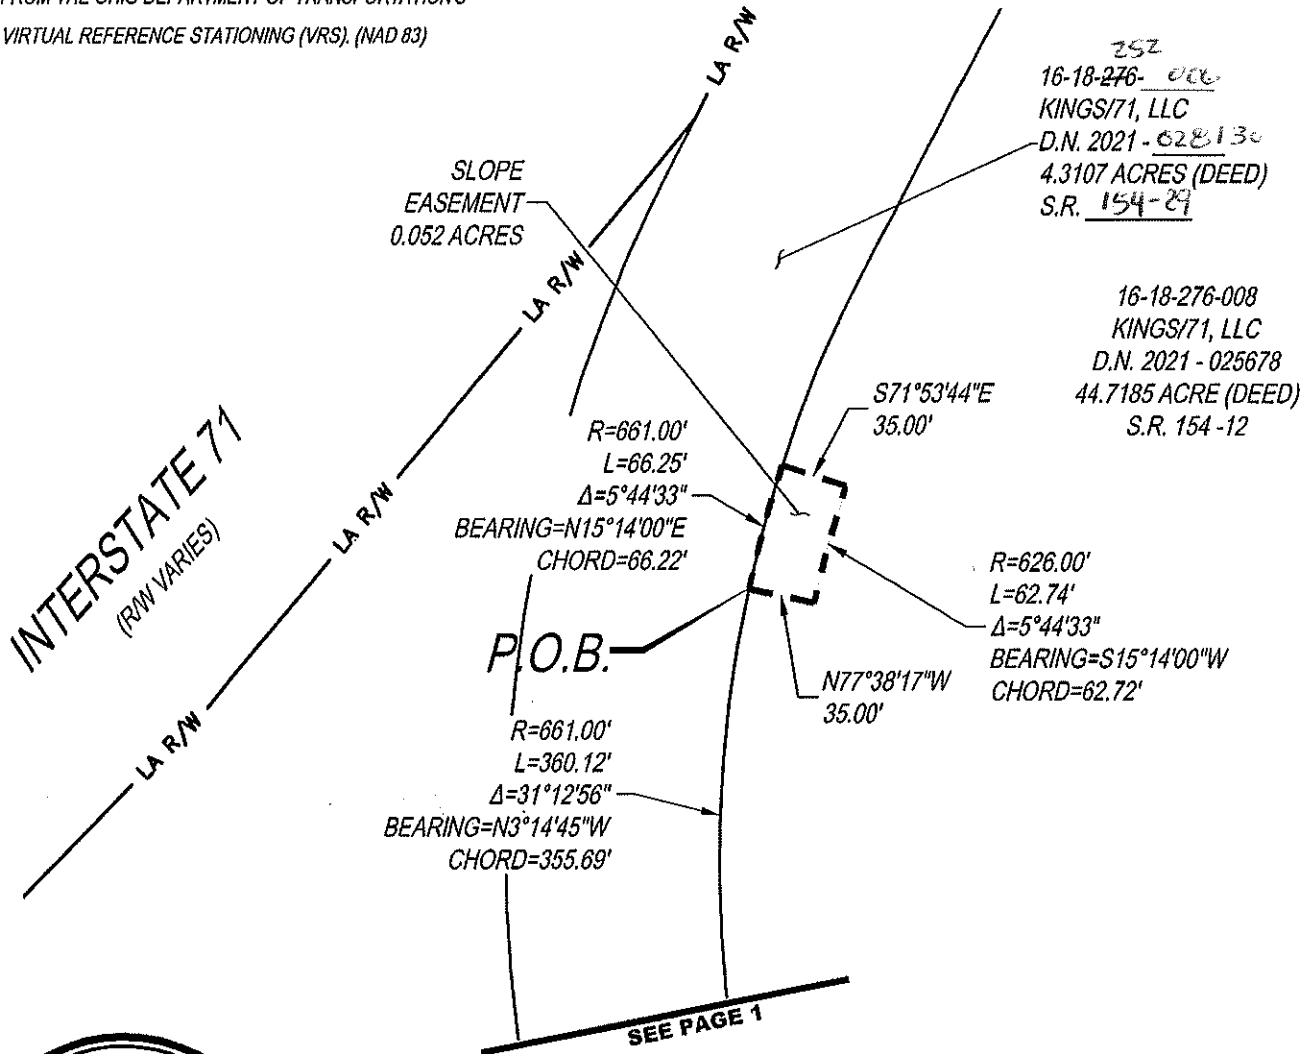 VIRTUAL REFERENCE STATIONING (VRS). (NAD 83)
LA R/W
252
16-18-276- 006
KINGS/71, LLC
D.N. 2021 - 028130
4.3107 ACRES (DEED)
S.R. 154-29
SLOPE
EASEMENT
0.052 ACRES
LA R/W
16-18-276-008
KINGS/71, LLC
D.N. 2021 - 025678
44.7185 ACRE (DEED)
S.R. 154 -12
S71°53'44"E
35.00'
R=661.00'
L=66.25'
Δ=5°44'33"
BEARING=N15°14'00"E
CHORD=66.22'
INTERSTATE 71
(R/W VARIES)
LA R/W
R=626.00'
L=62.74'
Δ=5°44'33"
BEARING=S15°14'00"W
CHORD=62.72'
P.O.B.
N77°38'17"W
35.00'
LA R/W
R=661.00'
L=360.12'
Δ=31°12'56"
BEARING=N3°14'45"W
CHORD=355.69'
SEE PAGE 1